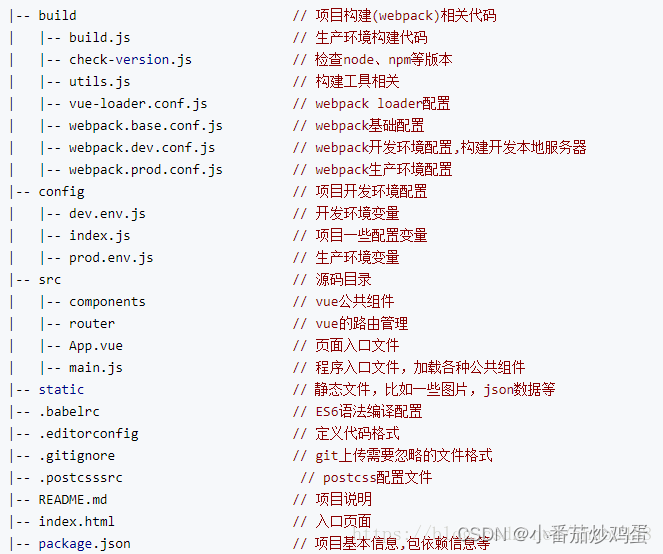 |-- build // 项目构建(webpack)相关代码
| |-- build.js // 生产环境构建代码
| |-- check-version.js // 检查node、npm等版本
| |-- utils.js // 构建工具相关
| |-- vue-loader.conf.js // webpack loader配置
| |-- webpack.base.conf.js // webpack基础配置
| |-- webpack.dev.conf.js // webpack开发环境配置,构建开发本地服务器
| |-- webpack.prod.conf.js // webpack生产环境配置
|-- config // 项目开发环境配置
| |-- dev.env.js // 开发环境变量
| |-- index.js // 项目一些配置变量
| |-- prod.env.js // 生产环境变量
|-- src // 源码目录
| |-- components // vue公共组件
| |-- router // vue的路由管理
| |-- App.vue // 页面入口文件
| |-- main.js // 程序入口文件，加载各种公共组件
|-- static // 静态文件，比如一些图片，json数据等
|-- .babelrc // ES6语法编译配置
|-- .editorconfig // 定义代码格式
|-- .gitignore // git上传需要忽略的文件格式
|-- .postcsssrc // postcss配置文件
|-- README.md // 项目说明
|-- index.html // 入口页面
|-- package.json // 项目基本信息,包依赖信息等
CSDN @小番茄炒鸡蛋